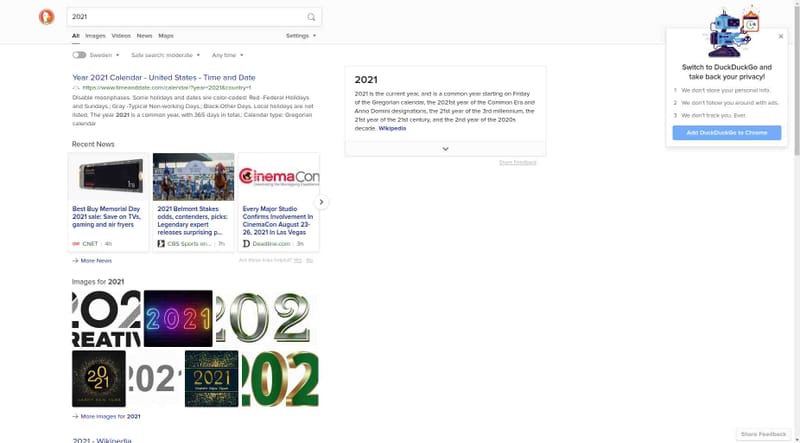 2021
All Images Videos News Maps Settings
Sweden Safe search: moderate Any time
Year 2021 Calendar - United States - Time and Date
https://www.timeanddate.com/calendar/?year=2021&country=1
Disable moonphases. Some holidays and dates are color-coded: Red -Federal Holidays
and Sundays.; Gray -Typical Non-working Days.; Black-Other Days. Local holidays are not
listed. The year 2021 is a common year, with 365 days in total.; Calendar type: Gregorian
calendar
Recent News
Best Buy Memorial Day
2021 sale: Save on TVs,
gaming and air fryers
CNET 4h
2021 Belmont Stakes
odds, contenders, picks:
Legendary expert
releases surprising p...
CBS Sports on... 7h
CinemaCon
Every Major Studio
Confirms Involvement In
CinemaCon August 23-
26, 2021 In Las Vegas
Deadline.com 3h
More News
Are these links helpful? Yes No
Images for 2021
202
CREATIV
2021
202
2021
HAPPY NEW YEAR
2021
2021
202
More Images for 2021
2021 - Wikipedia
2021
2021 is the current year, and is a common year starting on Friday
of the Gregorian calendar, the 2021st year of the Common Era and
Anno Domini designations, the 21st year of the 3rd millennium, the
21st year of the 21st century, and the 2nd year of the 2020s
decade. Wikipedia
Share Feedback
Switch to DuckDuckGo and
take back your privacy!
1 We don't store your personal info.
2 We don't follow you around with ads.
3 We don't track you. Ever.
Add DuckDuckGo to Chrome
Share Feedback